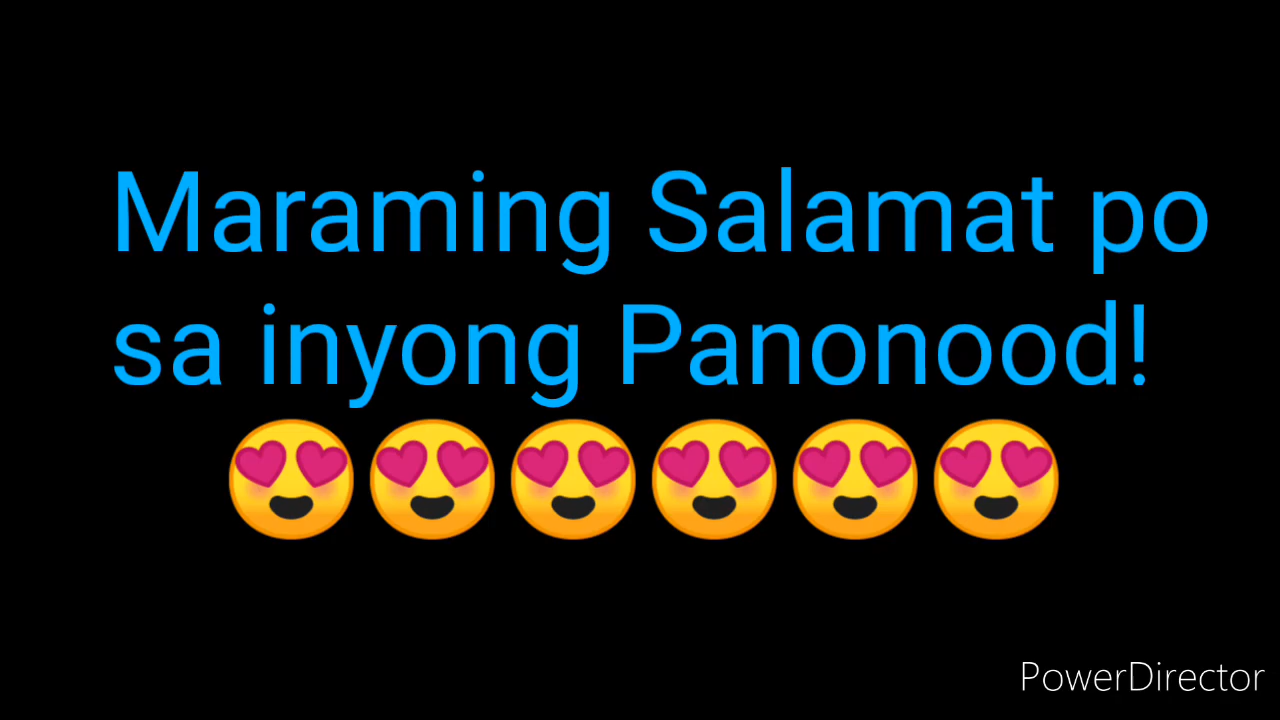 Maraming Salamat po
sa inyong Panonood!
😍😍😍😍😍😍
PowerDirector